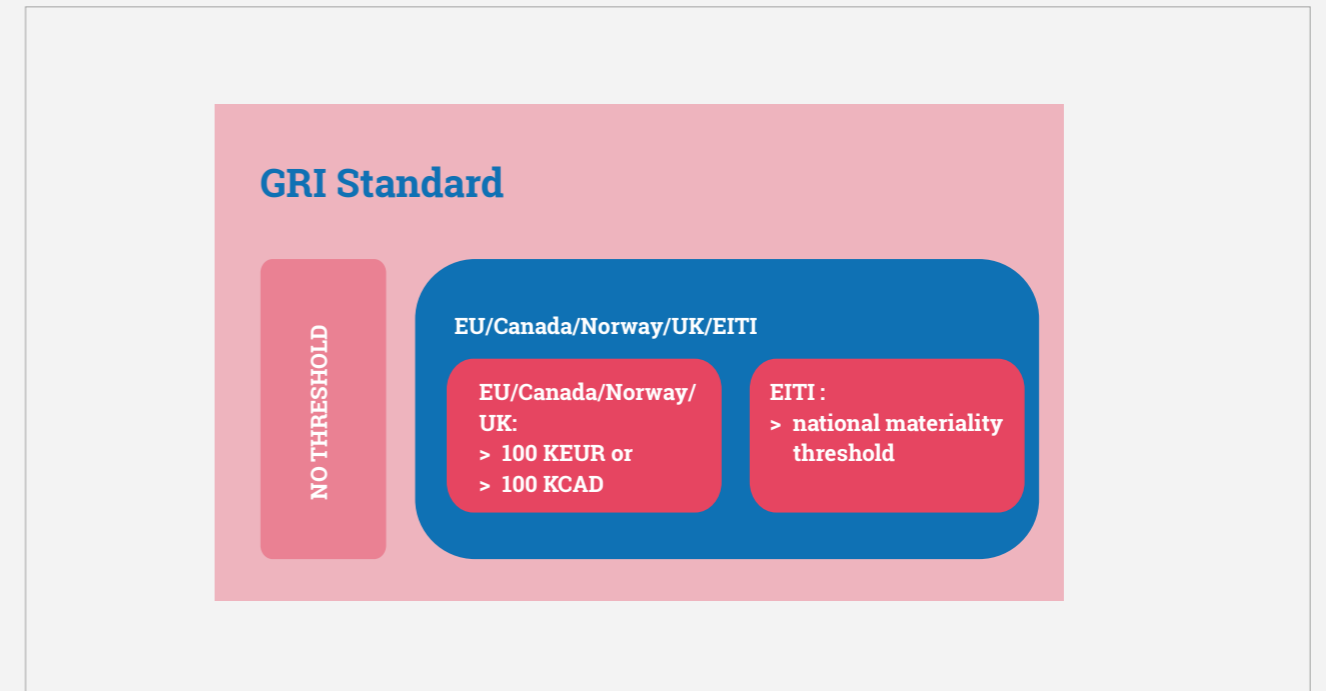 GRI Standard
NO THRESHOLD
EU/Canada/Norway/UK/EITI
EU/Canada/Norway/
UK:
> 100 KEUR or
> 100 KCAD
EITI :
> national materiality
threshold